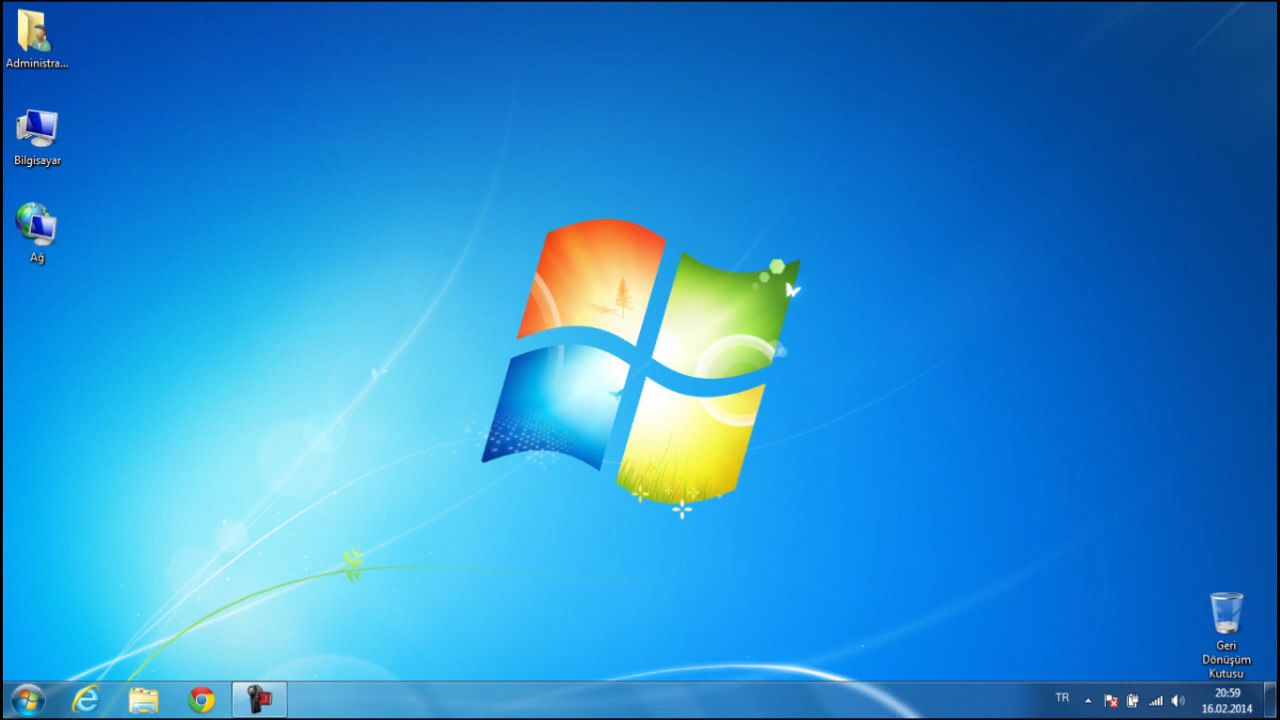 Administra...
Bilgisayar
Ağ
Geri
Dönüşüm
Kutusu
TR
20:59
16.02.2014